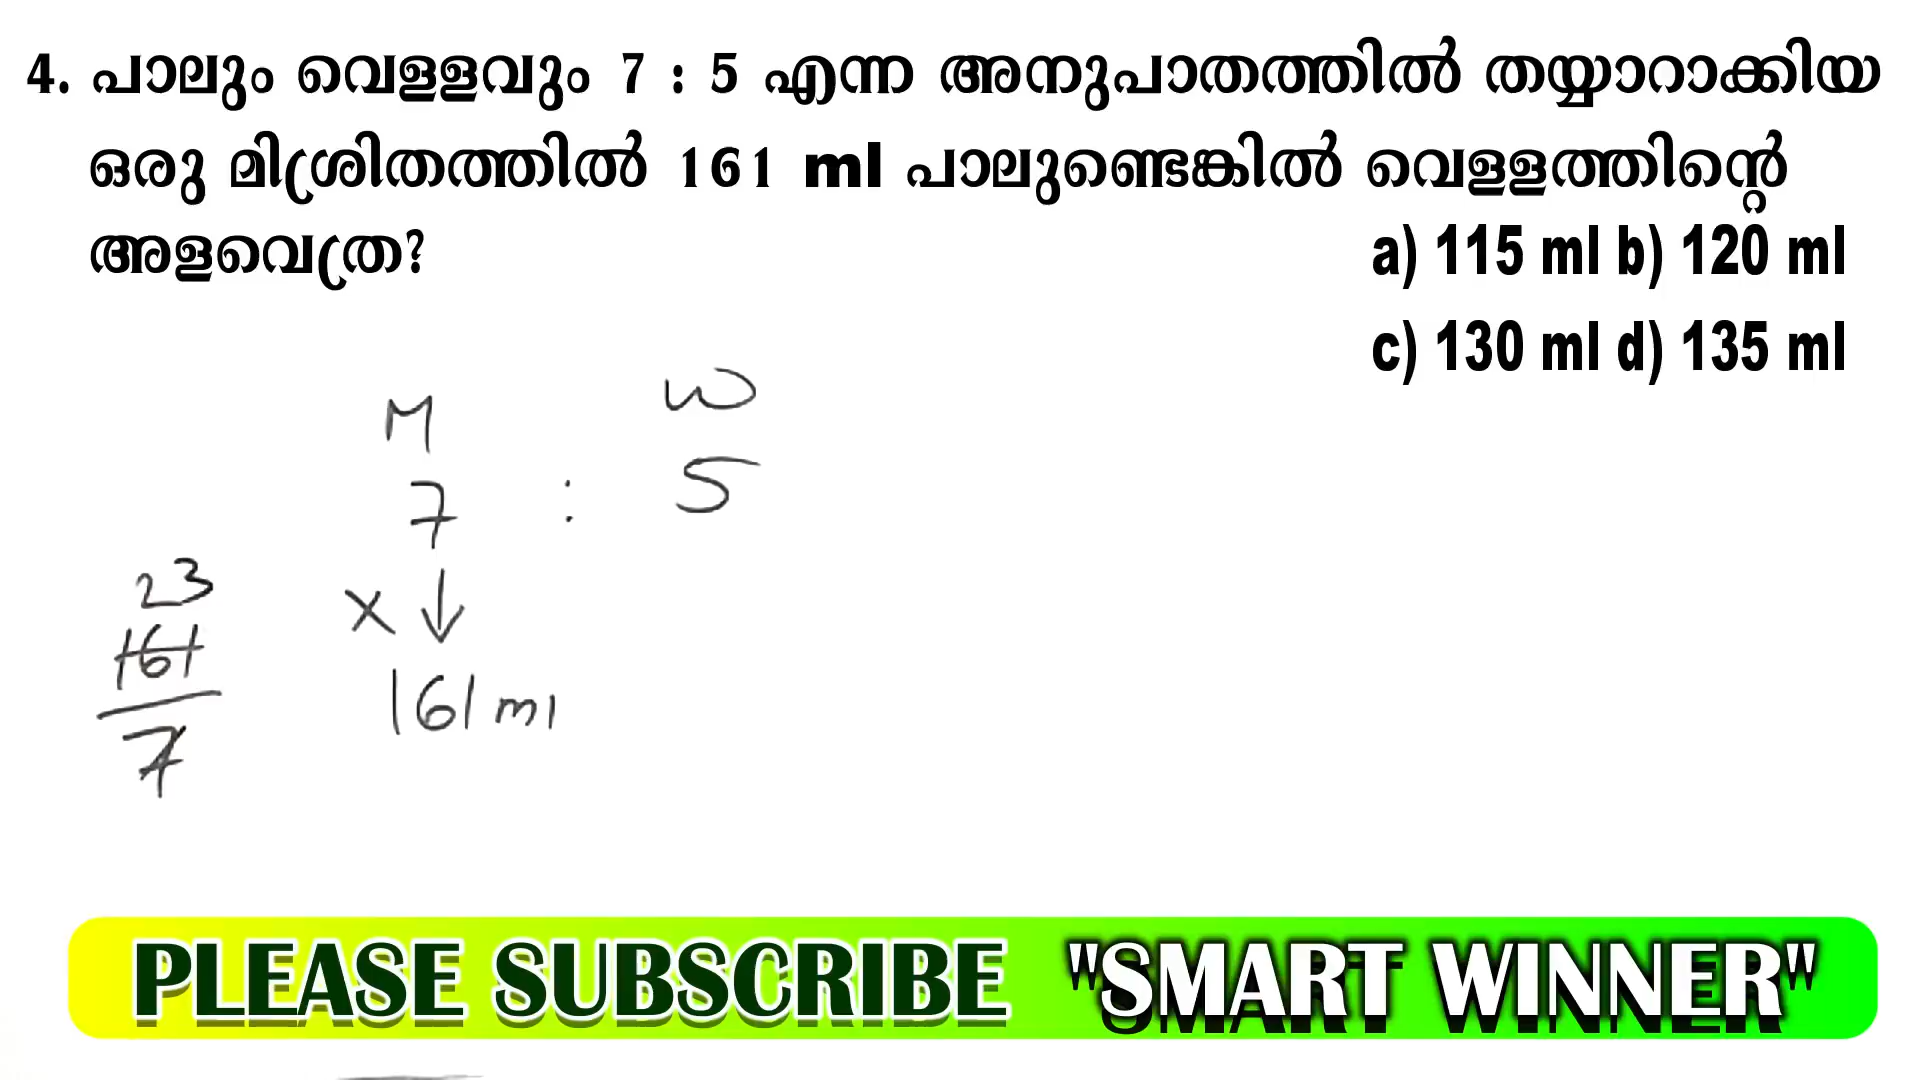 4. പാലും വെള്ളവും 7 : 5 എന്ന അനുപാതത്തിൽ തയ്യാറാക്കിയ
ഒരു മിശ്രിതത്തിൽ 161 ml പാലുണ്ടെങ്കിൽ വെള്ളത്തിന്റെ
അളവെത്ര?
a) 115 ml b) 120 ml
c) 130 ml d) 135 ml
M W
7 : 5
23
161
7
x ↓
161 ml
PLEASE SUBSCRIBE "SMART WINNER"